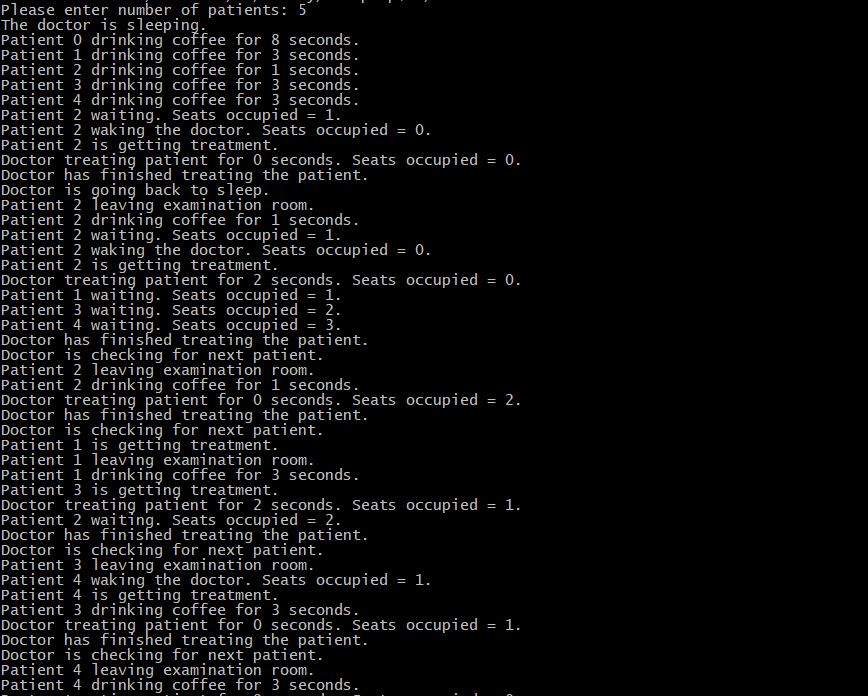 Please enter number of patients: 5
The doctor is sleeping.
Patient 0 drinking coffee for 8 seconds.
Patient 1 drinking coffee for 3 seconds.
Patient 2 drinking coffee for 1 seconds.
Patient 3 drinking coffee for 3 seconds.
Patient 4 drinking coffee for 3 seconds.
Patient 2 waiting. Seats occupied = 1.
Patient 2 waking the doctor. Seats occupied = 0.
Patient 2 is getting treatment.
Doctor treating patient for 0 seconds. Seats occupied = 0.
Doctor has finished treating the patient.
Doctor is going back to sleep.
Patient 2 leaving examination room.
Patient 2 drinking coffee for 1 seconds.
Patient 2 waiting. Seats occupied = 1.
Patient 2 waking the doctor. Seats occupied = 0.
Patient 2 is getting treatment.
Doctor treating patient for 2 seconds. Seats occupied = 0.
Patient 1 waiting. Seats occupied = 1.
Patient 3 waiting. Seats occupied = 2.
Patient 4 waiting. Seats occupied = 3.
Doctor has finished treating the patient.
Doctor is checking for next patient.
Patient 2 leaving examination room.
Patient 2 drinking coffee for 1 seconds.
Doctor treating patient for 0 seconds. Seats occupied = 2.
Doctor has finished treating the patient.
Doctor is checking for next patient.
Patient 1 is getting treatment.
Patient 1 leaving examination room.
Patient 1 drinking coffee for 3 seconds.
Patient 3 is getting treatment.
Doctor treating patient for 2 seconds. Seats occupied = 1.
Patient 2 waiting. Seats occupied = 2.
Doctor has finished treating the patient.
Doctor is checking for next patient.
Patient 3 leaving examination room.
Patient 4 waking the doctor. Seats occupied = 1.
Patient 4 is getting treatment.
Patient 3 drinking coffee for 3 seconds.
Doctor treating patient for 0 seconds. Seats occupied = 1.
Doctor has finished treating the patient.
Doctor is checking for next patient.
Patient 4 leaving examination room.
Patient 4 drinking coffee for 3 seconds.